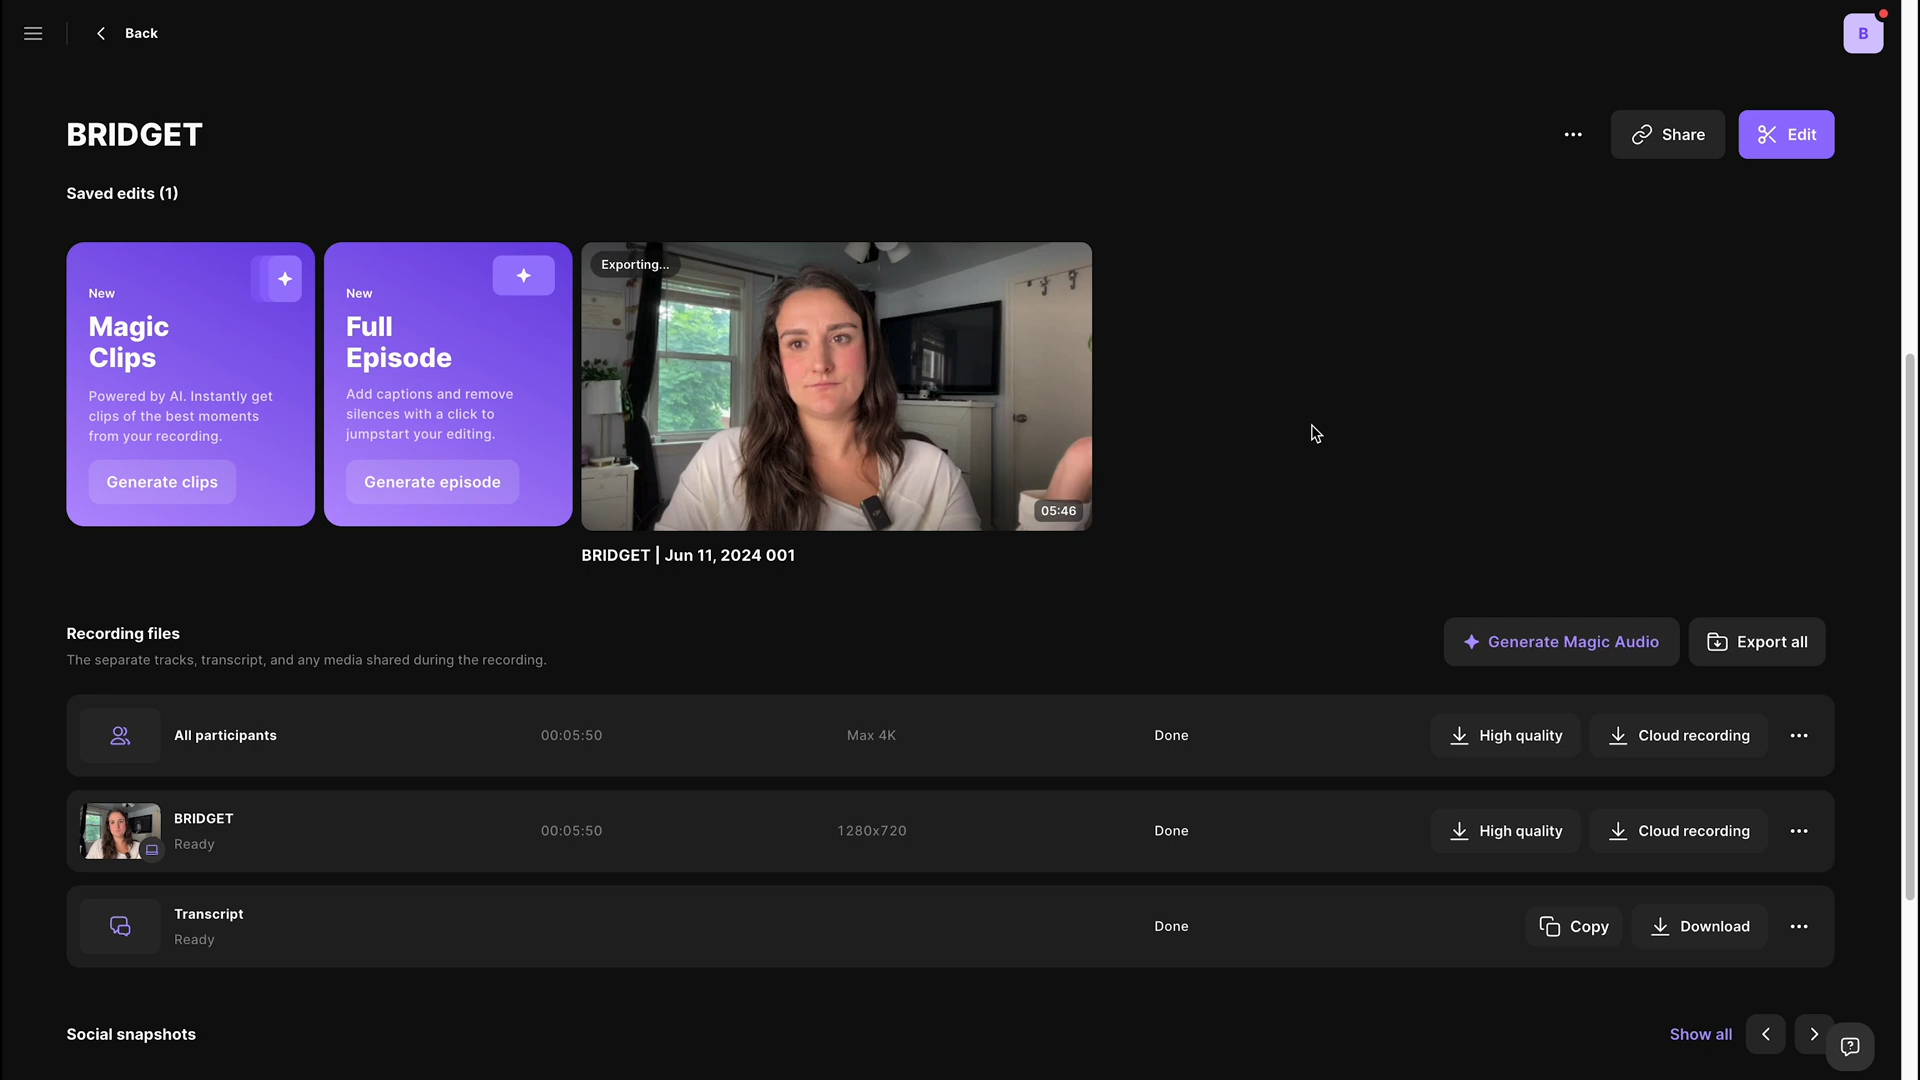 Back
B
BRIDGET
Share
Edit
Saved edits (1)
New
Magic
Clips
Powered by AI. Instantly get
clips of the best moments
from your recording.
Generate clips
New
Full
Episode
Add captions and remove
silences with a click to
jumpstart your editing.
Generate episode
Exporting...
05:46
BRIDGET | Jun 11, 2024 001
Recording files
The separate tracks, transcript, and any media shared during the recording.
Generate Magic Audio
Export all
All participants
00:05:50
Max 4K
Done
High quality
Cloud recording
BRIDGET
Ready
00:05:50
1280x720
Done
High quality
Cloud recording
Transcript
Ready
Done
Copy
Download
Social snapshots
Show all